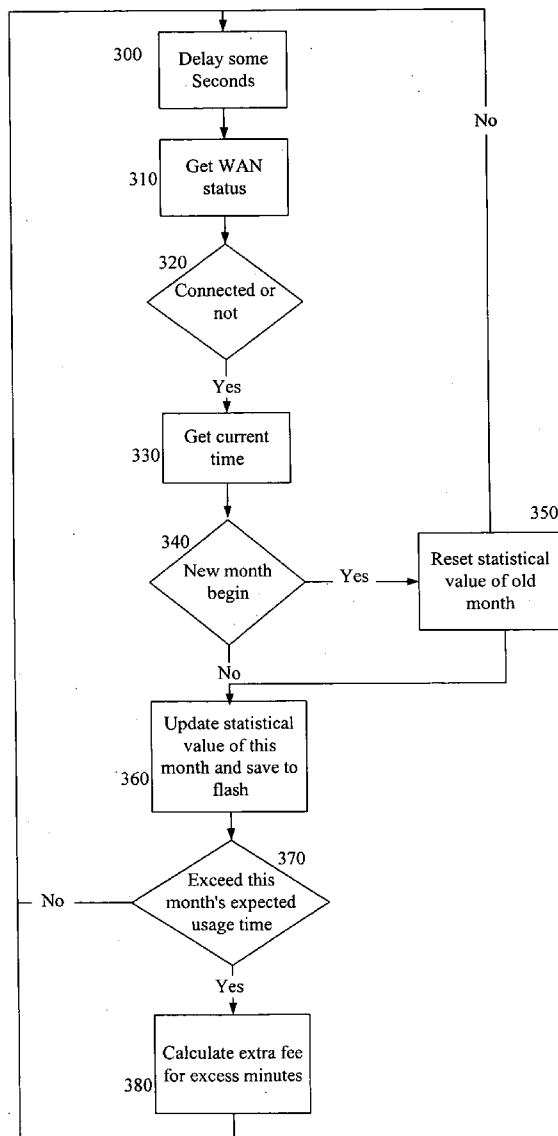 300
Delay some
Seconds
No
310
Get WAN
status
320
Connected or
not
Yes
330
Get current
time
340
New month
begin
Yes
350
Reset statistical
value of old
month
No
360
Update statistical
value of this
month and save to
flash
370
Exceed this
month's expected
usage time
No
Yes
380
Calculate extra fee
for excess minutes